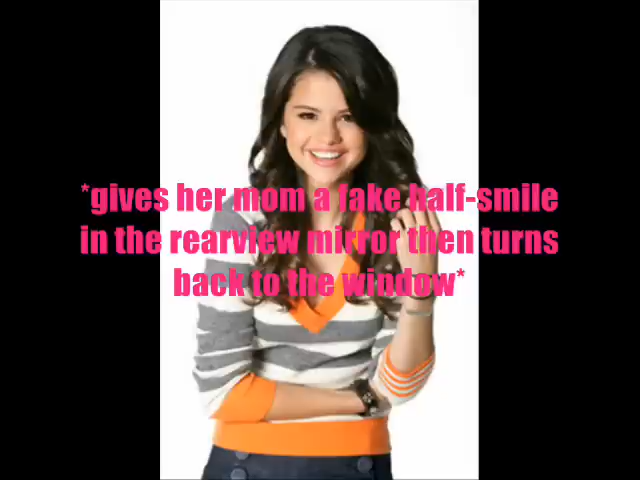 *gives her mom a fake half-smile
in the rearview mirror then turns
back to the window*